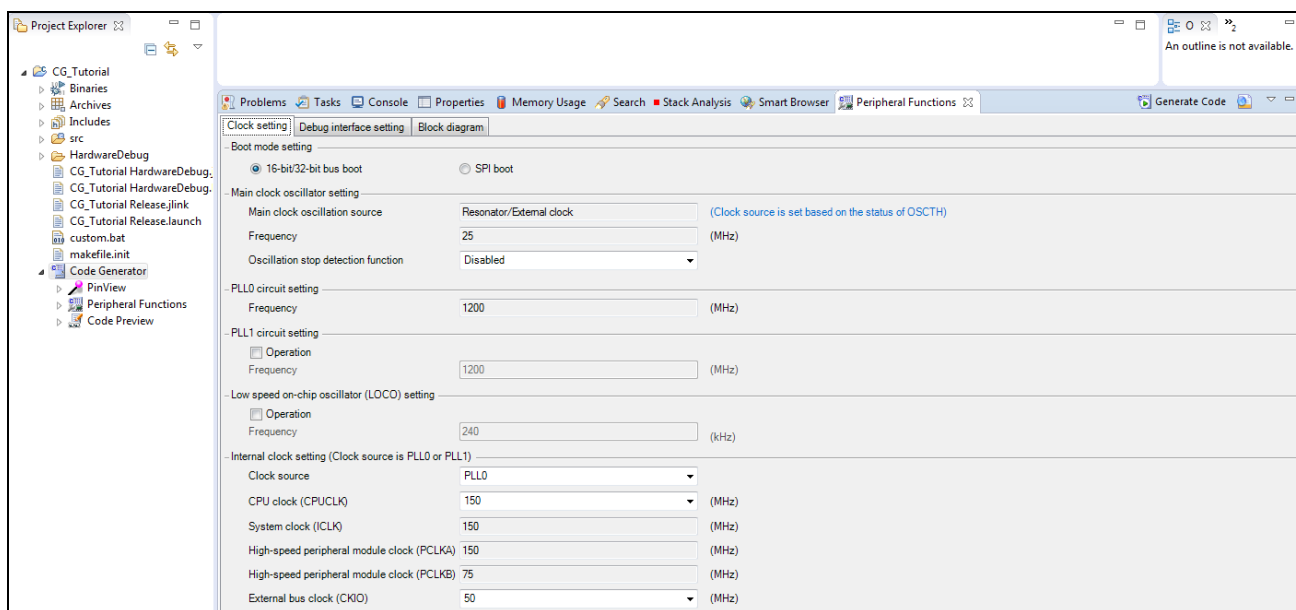 Project Explorer
O
»2
An outline is not available.
CG_Tutorial
Binaries
Archives
Includes
src
HardwareDebug
CG_Tutorial HardwareDebug.
CG_Tutorial HardwareDebug.
CG_Tutorial Release.jlink
CG_Tutorial Release.launch
custom.bat
makefile.init
Code Generator
PinView
Peripheral Functions
Code Preview
Problems Tasks Console Properties Memory Usage Search Stack Analysis Smart Browser Peripheral Functions Generate Code
Clock setting Debug interface setting Block diagram
Boot mode setting
16-bit/32-bit bus boot SPI boot
Main clock oscillator setting
Main clock oscillation source Resonator/External clock (Clock source is set based on the status of OSCTH)
Frequency 25 (MHz)
Oscillation stop detection function Disabled
PLL0 circuit setting
Frequency 1200 (MHz)
PLL1 circuit setting
Operation
Frequency 1200 (MHz)
Low speed on-chip oscillator (LOCO) setting
Operation
Frequency 240 (kHz)
Internal clock setting (Clock source is PLL0 or PLL1)
Clock source PLL0
CPU clock (CPUCLK) 150 (MHz)
System clock (ICLK) 150 (MHz)
High-speed peripheral module clock (PCLKA) 150 (MHz)
High-speed peripheral module clock (PCLKB) 75 (MHz)
External bus clock (CKIO) 50 (MHz)